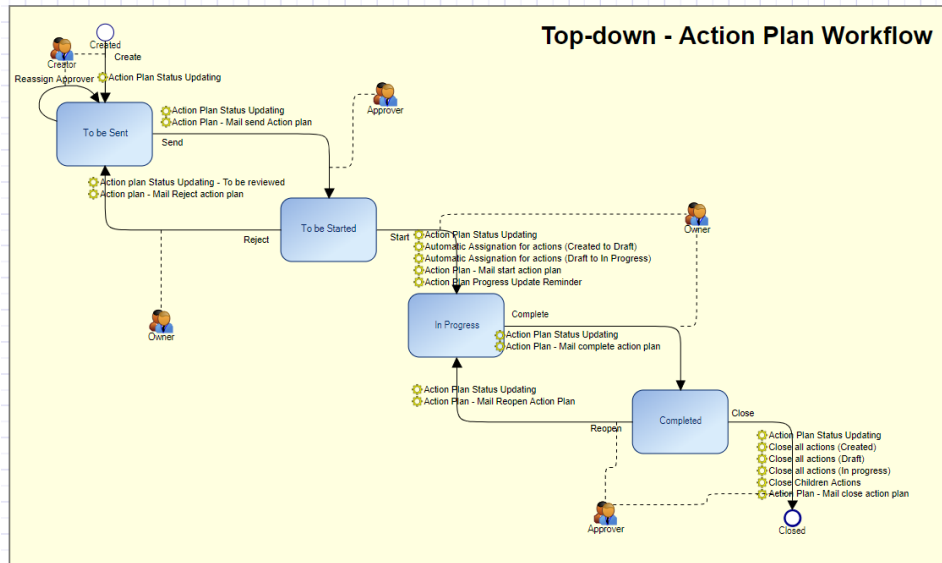 Top-down - Action Plan Workflow
Created
Creator
Create
Reassign Approver
Action Plan Status Updating
To be Sent
Action Plan Status Updating
Action Plan - Mail send Action plan
Send
Approver
Action plan Status Updating - To be reviewed
Action plan - Mail Reject action plan
To be Started
Reject
Start
Owner
Action Plan Status Updating
Automatic Assignation for actions (Created to Draft)
Automatic Assignation for actions (Draft to In Progress)
Action Plan - Mail start action plan
Action Plan Progress Update Reminder
Owner
In Progress
Complete
Action Plan Status Updating
Action Plan - Mail complete action plan
Action Plan Status Updating
Action Plan - Mail Reopen Action Plan
Reopen
Completed
Close
Action Plan Status Updating
Close all actions (Created)
Close all actions (Draft)
Close all actions (In progress)
Close Children Actions
Action Plan - Mail close action plan
Approver
Closed